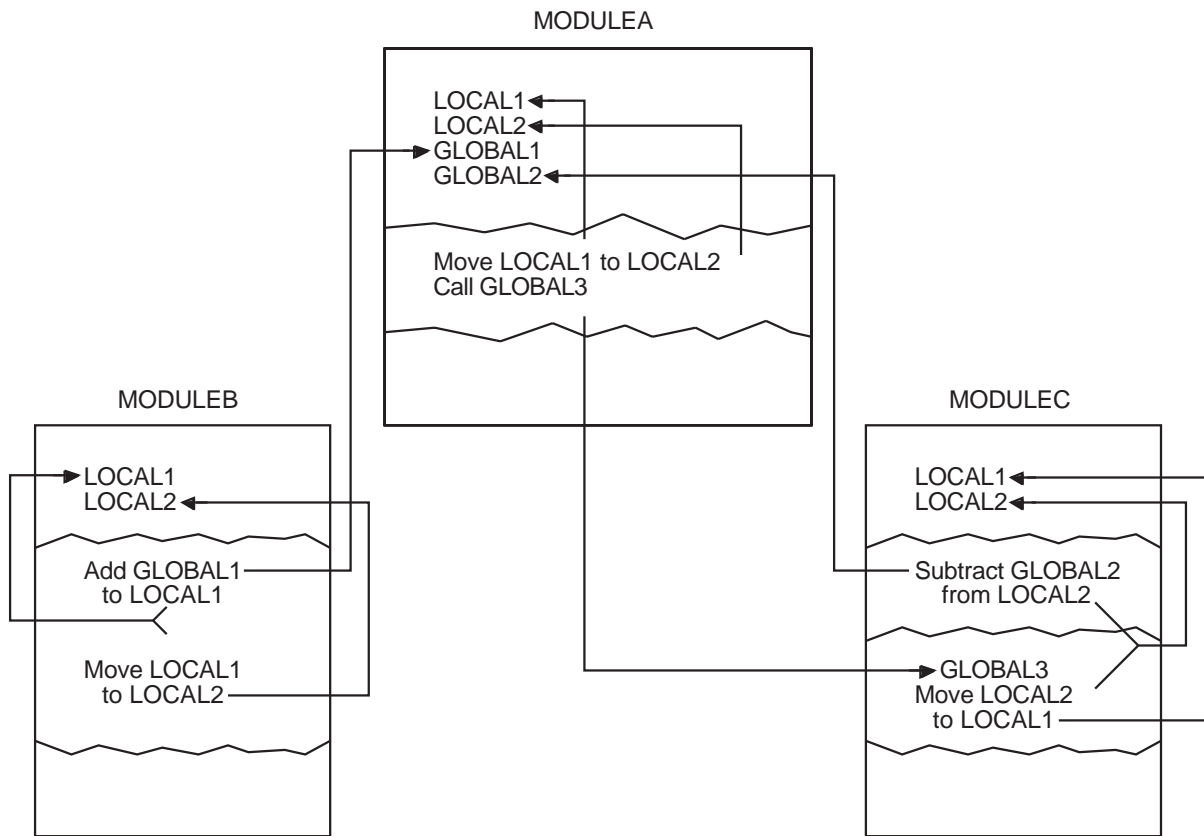 MODULEA
LOCAL1
LOCAL2
GLOBAL1
GLOBAL2
Move LOCAL1 to LOCAL2
Call GLOBAL3
MODULEB
LOCAL1
LOCAL2
Add GLOBAL1
to LOCAL1
Move LOCAL1
to LOCAL2
MODULEC
LOCAL1
LOCAL2
Subtract GLOBAL2
from LOCAL2
GLOBAL3
Move LOCAL2
to LOCAL1